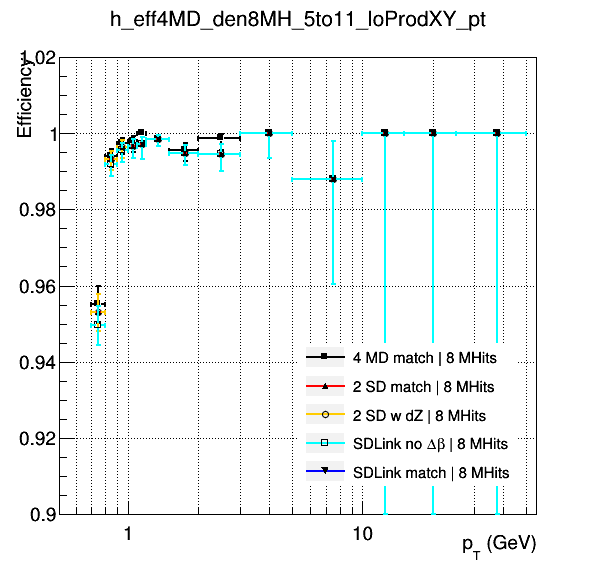 h_eff4MD_den8MH_5to11_loProdXY_pt
Efficiency
1.02
1
0.98
0.96
0.94
0.92
0.9
4 MD match | 8 MHits
2 SD match | 8 MHits
2 SD w dZ | 8 MHits
SDLink no Δβ | 8 MHits
SDLink match | 8 MHits
1
10
p_T (GeV)